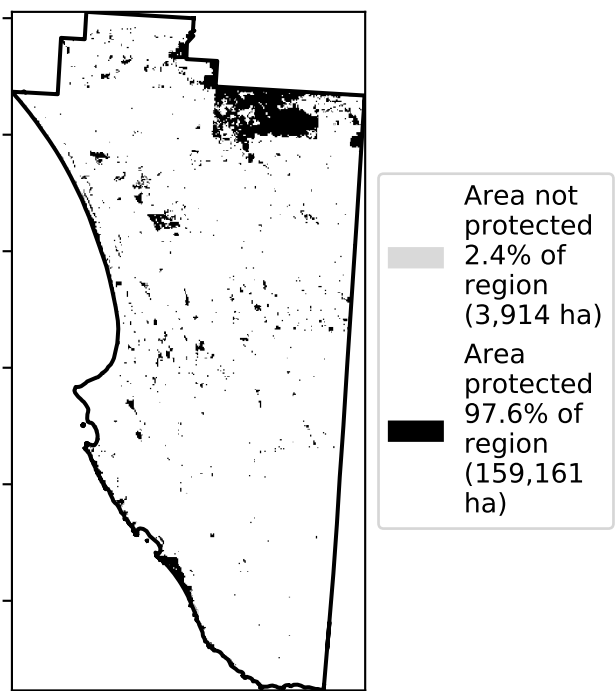 Area not
protected
2.4% of
region
(3,914 ha)
Area
protected
97.6% of
region
(159,161
ha)